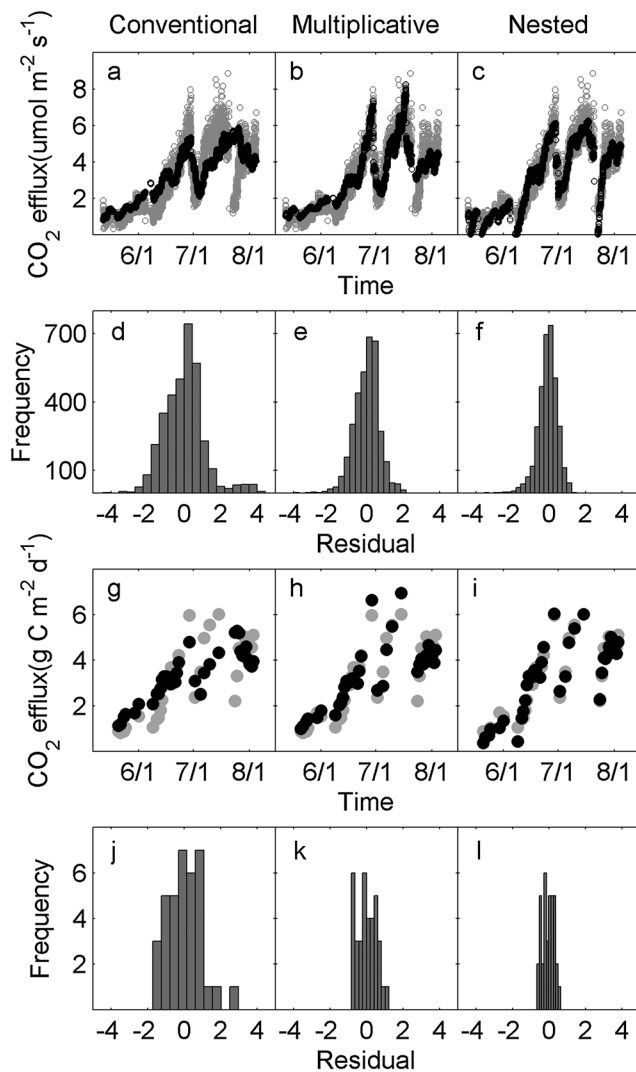 Conventional Multiplicative Nested
a b c
CO2 efflux(umol m-2 s-1)
8
6
4
2
6/1 7/1 8/1 6/1 7/1 8/1 6/1 7/1 8/1
Time
d e f
Frequency
700
400
100
-4 -2 0 2 4 -4 -2 0 2 4 -4 -2 0 2 4
Residual
g h i
CO2 efflux(g C m-2 d-1)
6
4
2
6/1 7/1 8/1 6/1 7/1 8/1 6/1 7/1 8/1
Time
j k l
Frequency
6
4
2
-4 -2 0 2 4 -4 -2 0 2 4 -4 -2 0 2 4
Residual